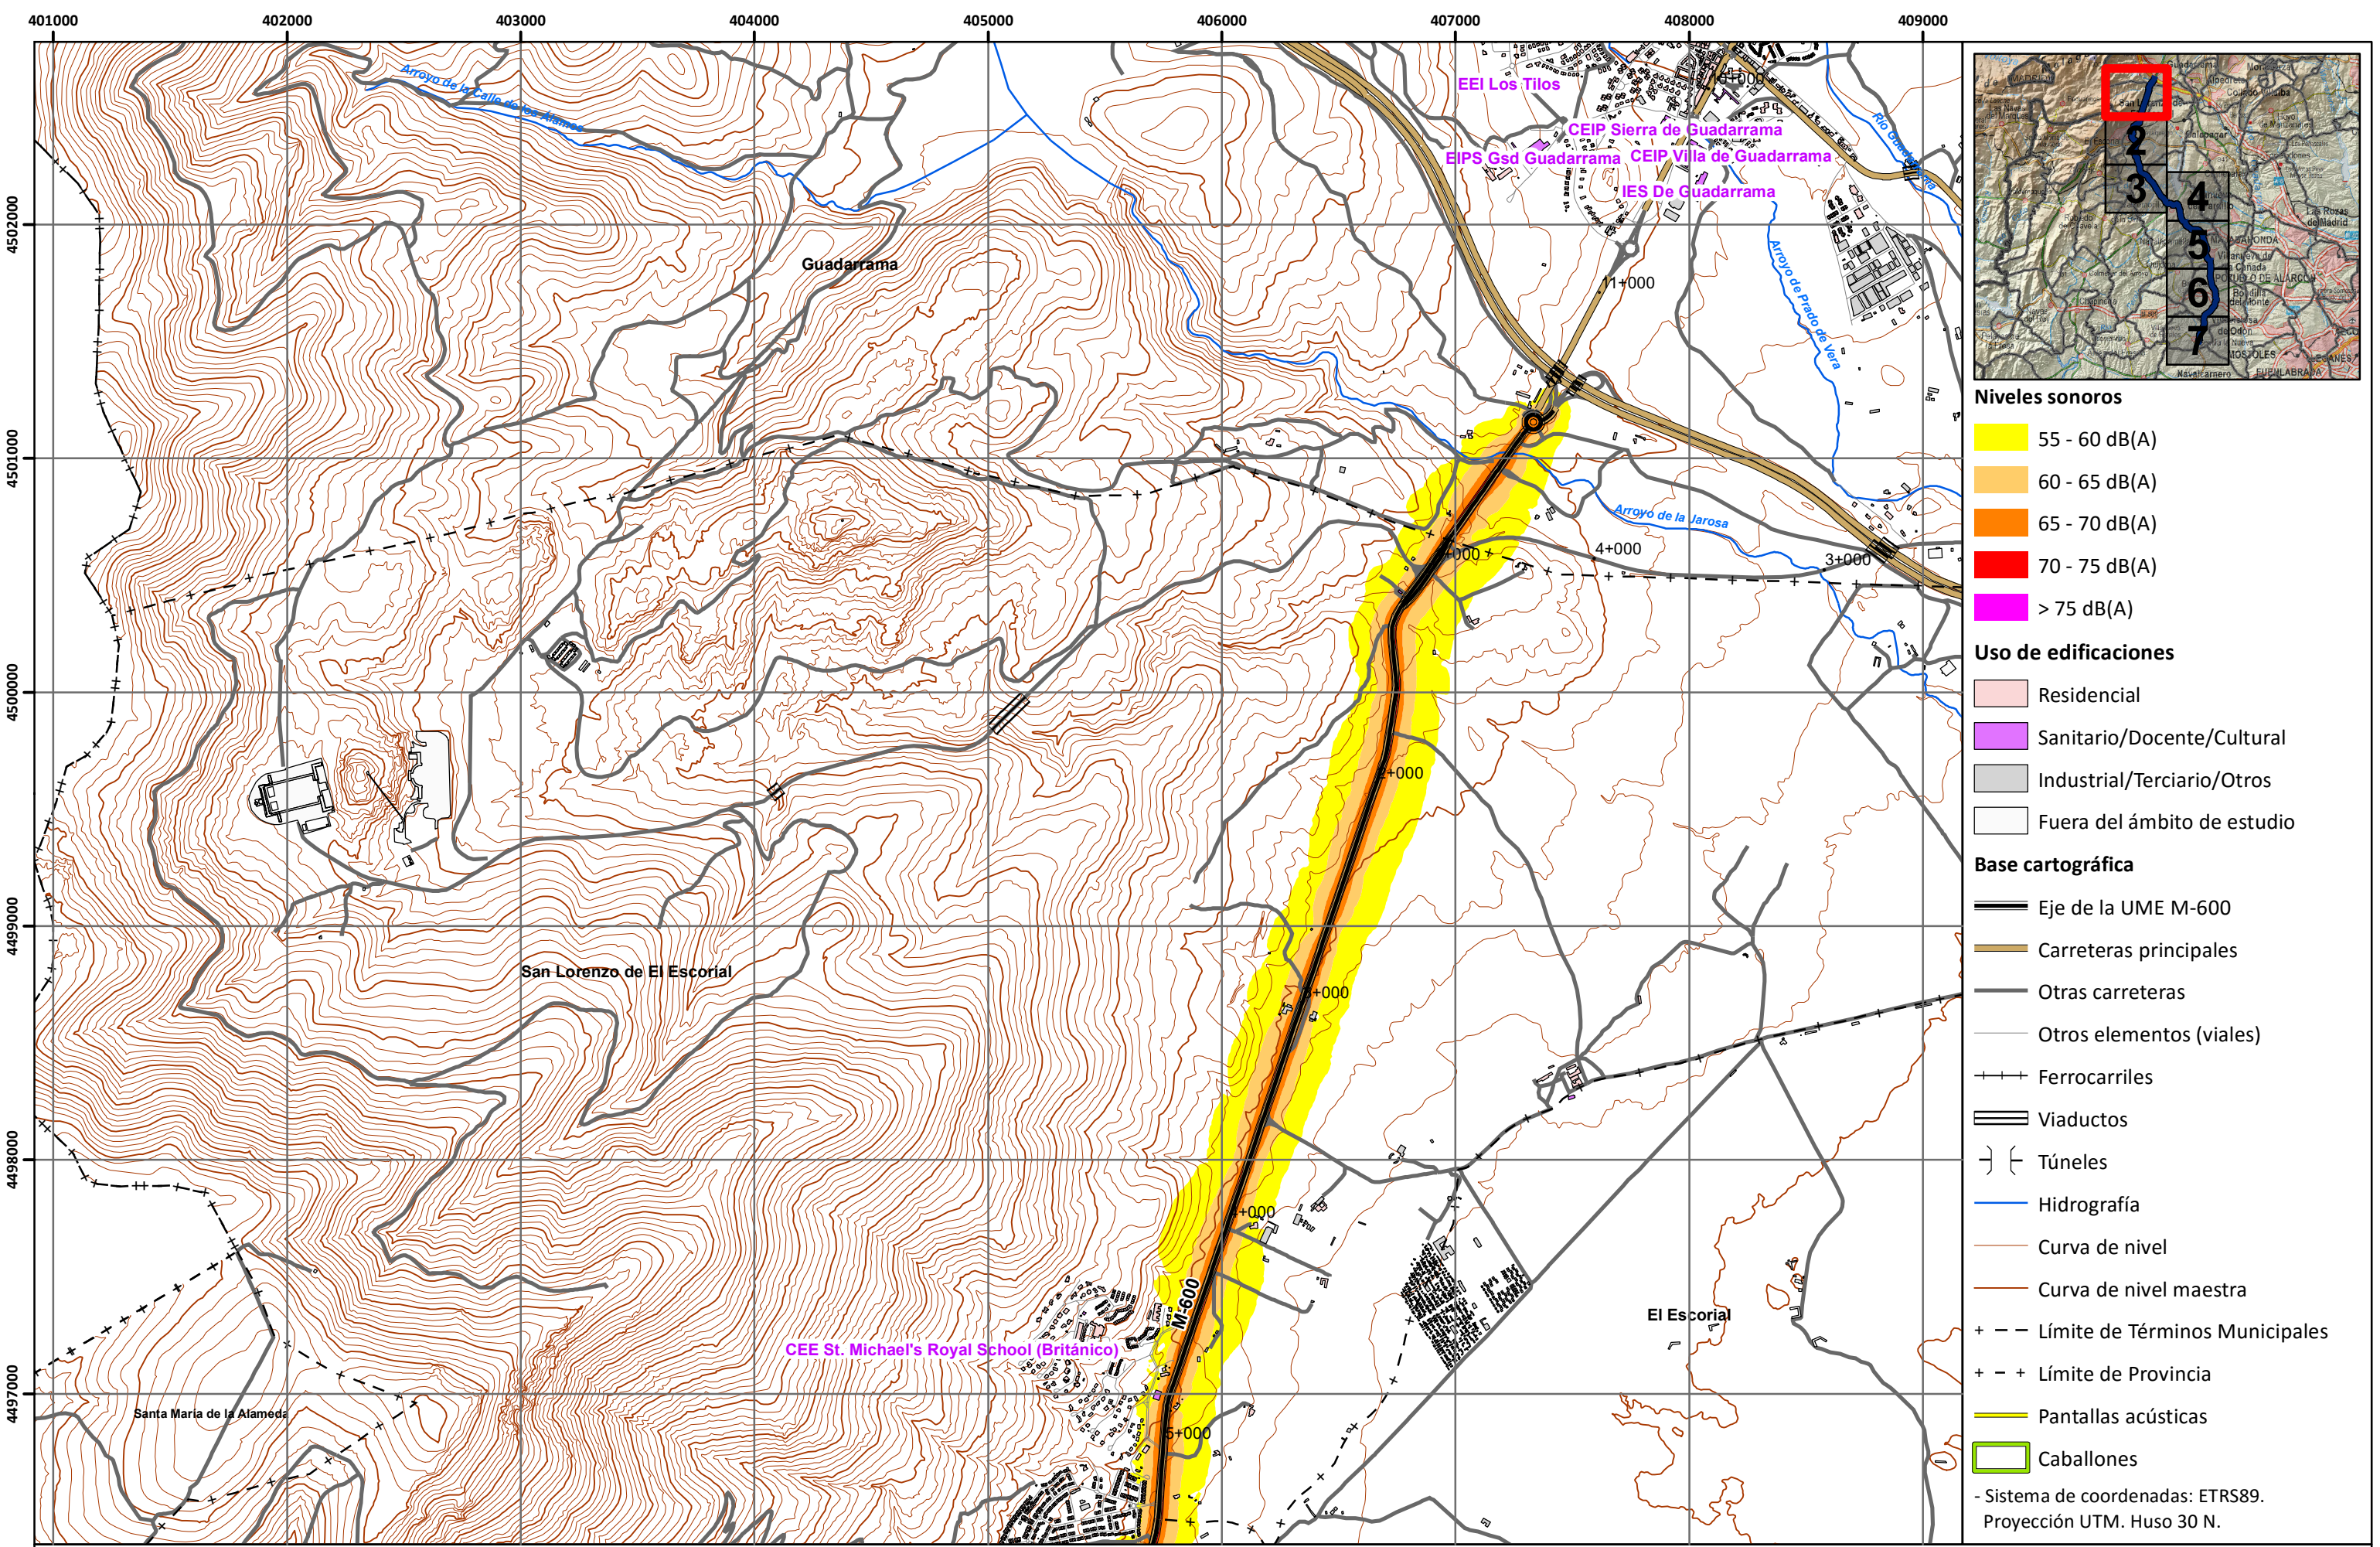 401000 402000 403000 404000 405000 406000 407000 408000 409000
4502000
4501000
4500000
4499000
4498000
4497000
Arroyo de la Calle de los Álamos
EEI Los Tilos
CEIP Sierra de Guadarrama
EIPS Gsd Guadarrama
CEIP Villa de Guadarrama
IES De Guadarrama
Arroyo de Prado de Vera
Guadarrama
11+000
Arroyo de la Jarosa
4+000
3+000
2+000
3+000
San Lorenzo de El Escorial
4+000
M-600
El Escorial
CEE St. Michael's Royal School (Británico)
Santa María de la Alameda
5+000
2
3
4
5
6
7
Niveles sonoros
55 - 60 dB(A)
60 - 65 dB(A)
65 - 70 dB(A)
70 - 75 dB(A)
> 75 dB(A)
Uso de edificaciones
Residencial
Sanitario/Docente/Cultural
Industrial/Terciario/Otros
Fuera del ámbito de estudio
Base cartográfica
Eje de la UME M-600
Carreteras principales
Otras carreteras
Otros elementos (viales)
Ferrocarriles
Viaductos
Túneles
Hidrografía
Curva de nivel
Curva de nivel maestra
Límite de Términos Municipales
Límite de Provincia
Pantallas acústicas
Caballones
- Sistema de coordenadas: ETRS89.
Proyección UTM. Huso 30 N.